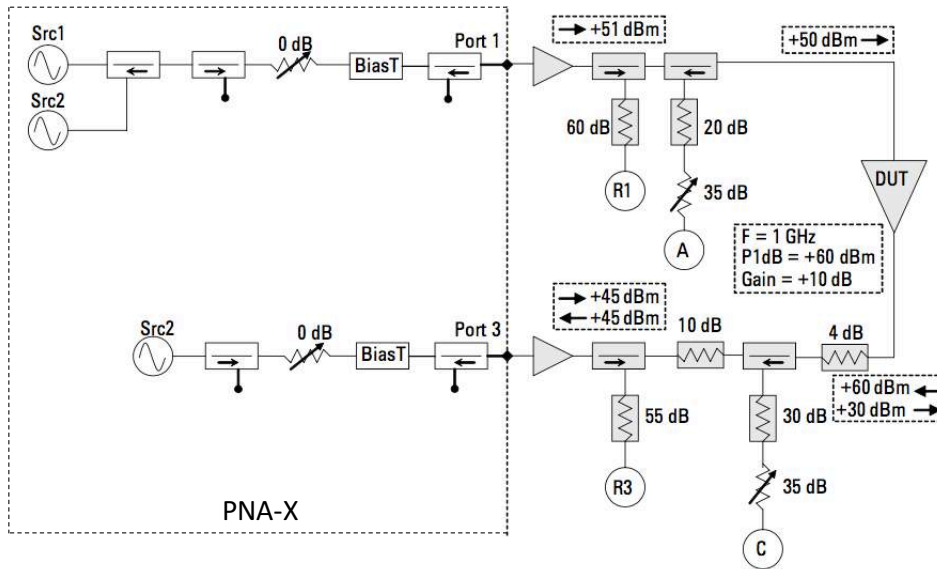 Src1
0 dB
Port 1
+51 dBm
+50 dBm
BiasT
Src2
60 dB
20 dB
R1
35 dB
DUT
A
F = 1 GHz
P1dB = +60 dBm
Gain = +10 dB
+45 dBm
+45 dBm
Src2
0 dB
Port 3
10 dB
4 dB
BiasT
+60 dBm
+30 dBm
55 dB
30 dB
R3
35 dB
PNA-X
C